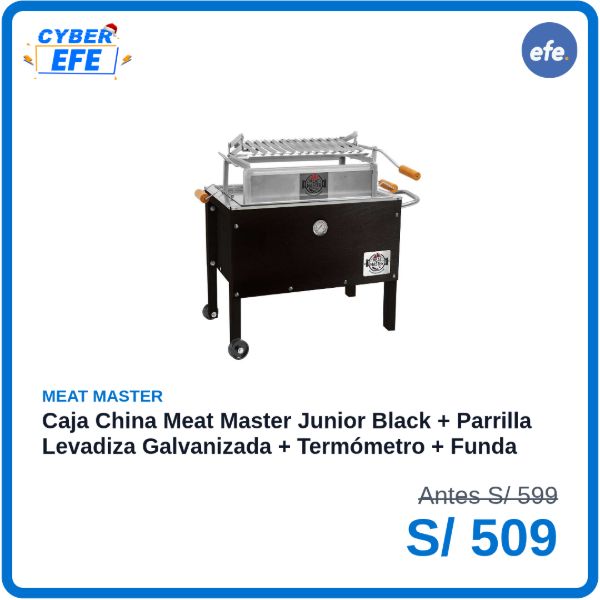 CYBER
EFE
efe.
MEAT MASTER
Caja China Meat Master Junior Black + Parrilla
Levadiza Galvanizada + Termómetro + Funda
Antes S/ 599
S/ 509